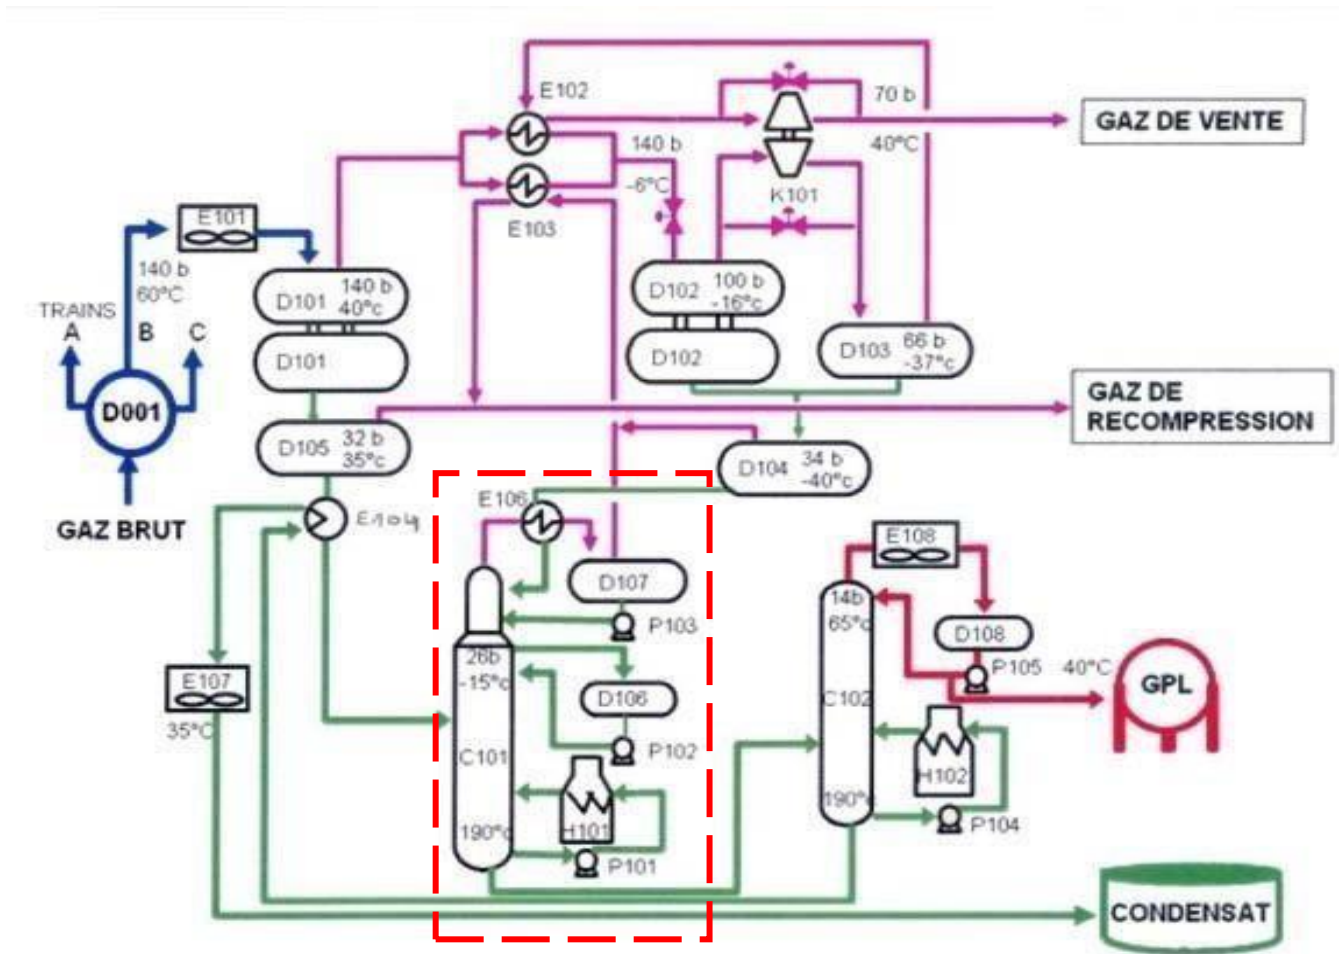 E102
70 b
GAZ DE VENTE
140 b
40°C
-6°C
K101
E101
E103
140 b
60°C
TRAINS
A
B
C
D101
140 b
40°c
D102
100 b
-16°c
D101
D102
D103
66 b
-37°c
D001
GAZ DE
RECOMPRESSION
D105
32 b
35°c
D104
34 b
-40°c
GAZ BRUT
E104
E106
E108
D107
P103
14b
65°c
D108
P105
40°C
GPL
26b
-15°c
D106
E107
35°C
C102
C101
P102
H102
190°c
P104
190°c
H101
P101
CONDENSAT